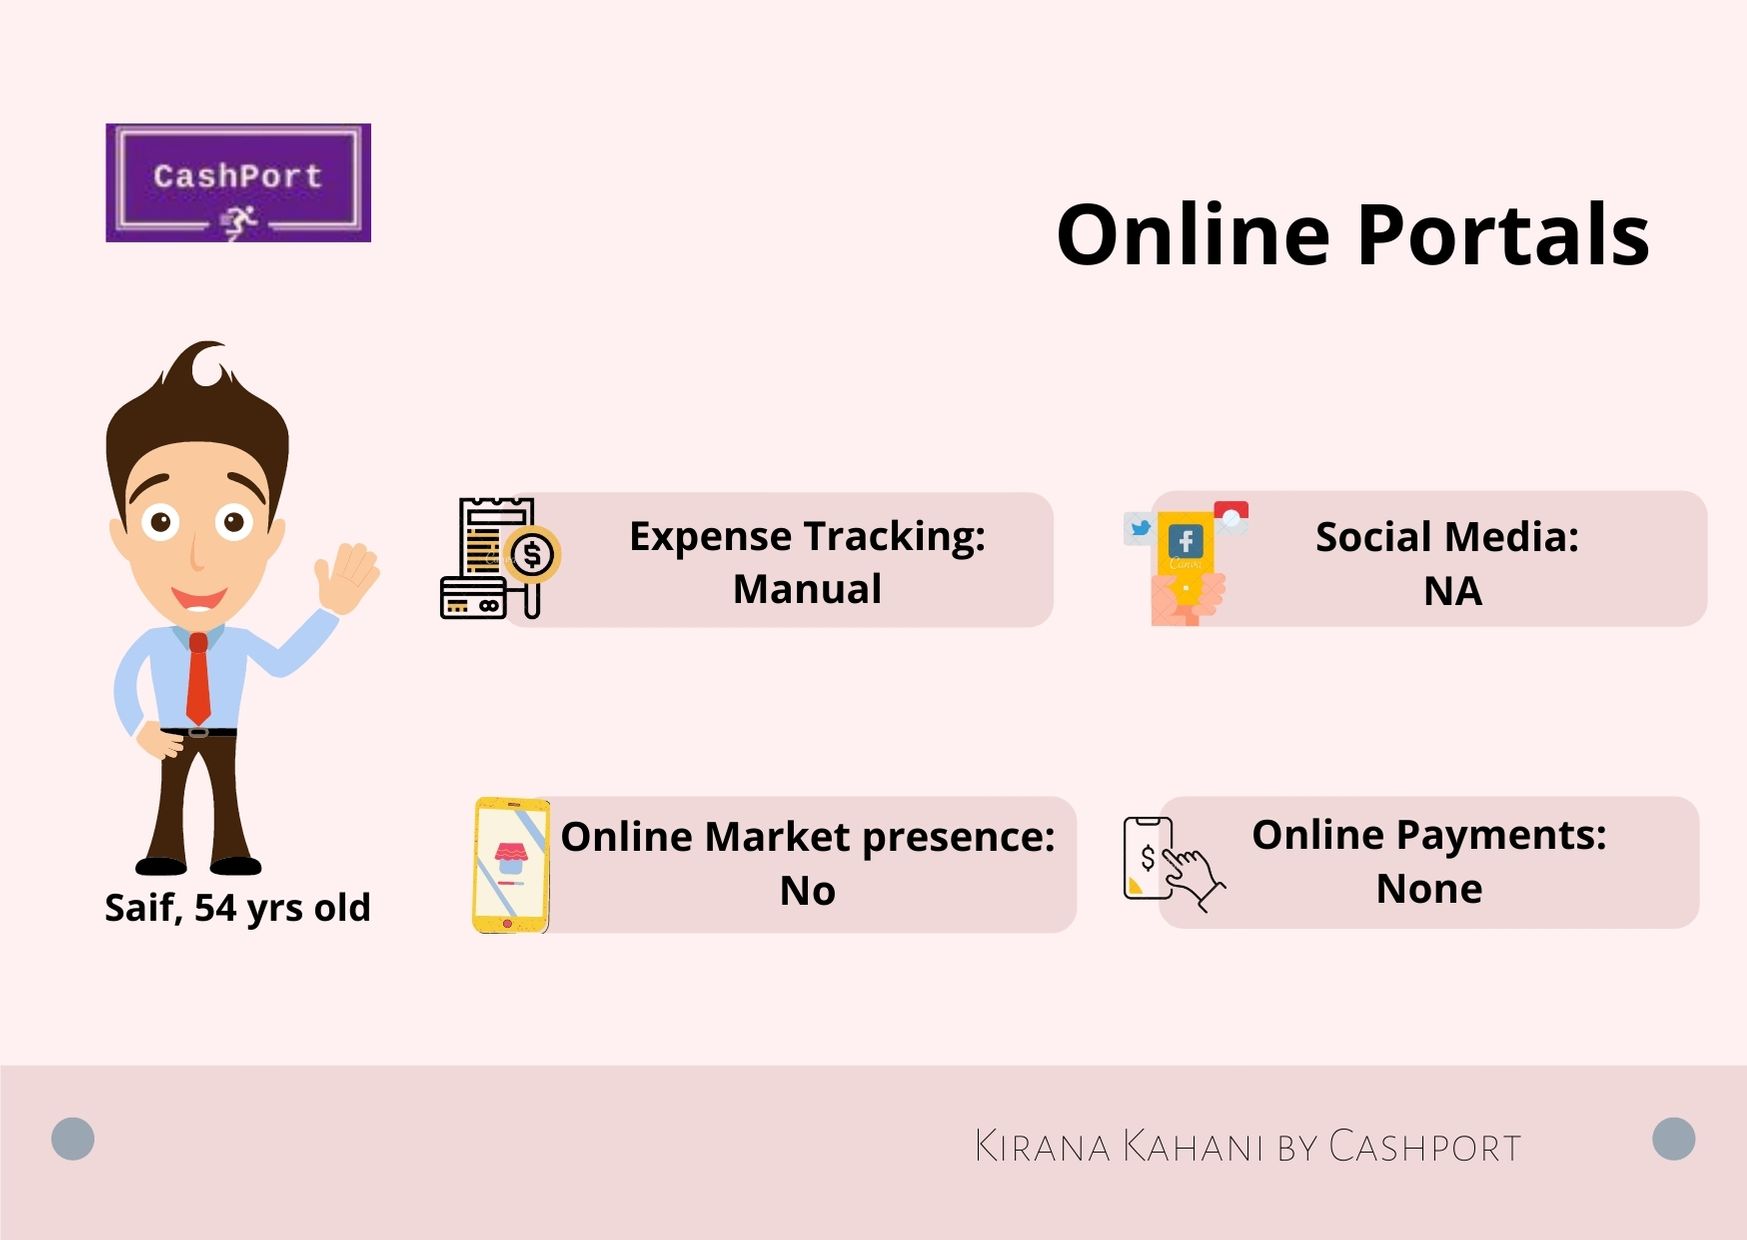 CashPort
Online Portals
Expense Tracking:
Manual
Social Media:
NA
Online Market presence:
No
Online Payments:
None
Saif, 54 yrs old
Kirana Kahani by Cashport